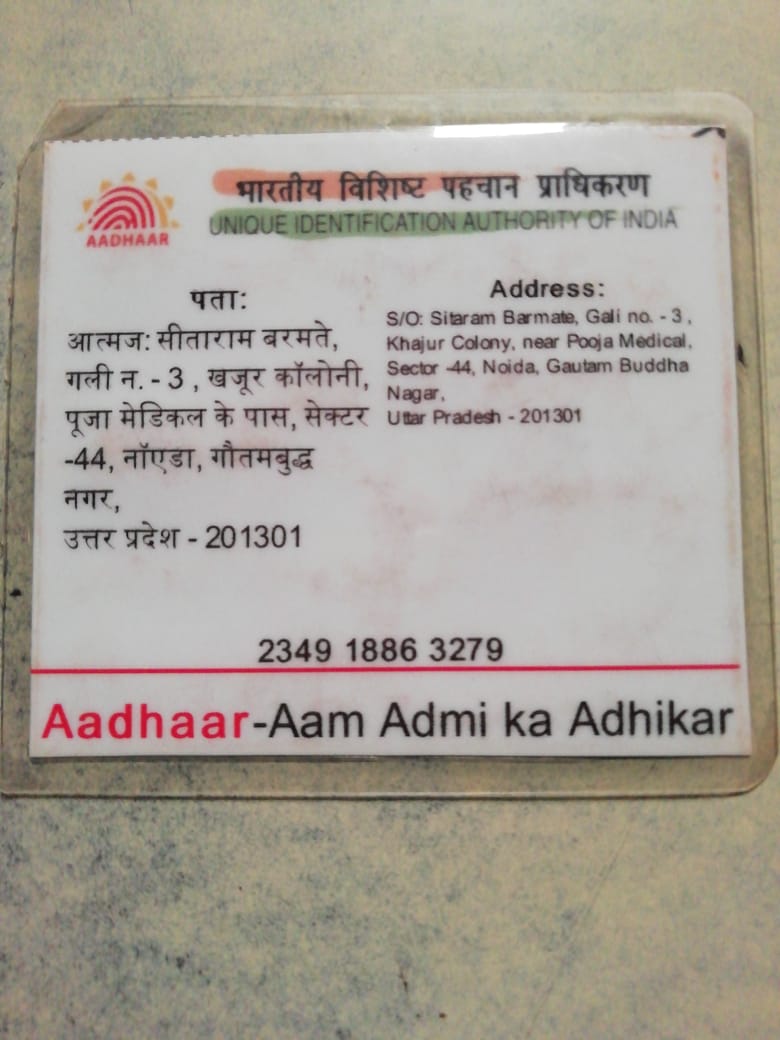 भारतीय विशिष्ट पहचान प्राधिकरण
AADHAAR
UNIQUE IDENTIFICATION AUTHORITY OF INDIA
पता:
आत्मज: सीताराम बरमते,
गली न. - 3 , खजूर कॉलोनी,
पूजा मेडिकल के पास, सेक्टर
-44, नॉएडा, गौतमबुद्ध
नगर,
उत्तर प्रदेश - 201301
Address:
S/O: Sitaram Barmate, Gali no. - 3 ,
Khajur Colony, near Pooja Medical,
Sector -44, Noida, Gautam Buddha
Nagar,
Uttar Pradesh - 201301
2349 1886 3279
Aadhaar-Aam Admi ka Adhikar